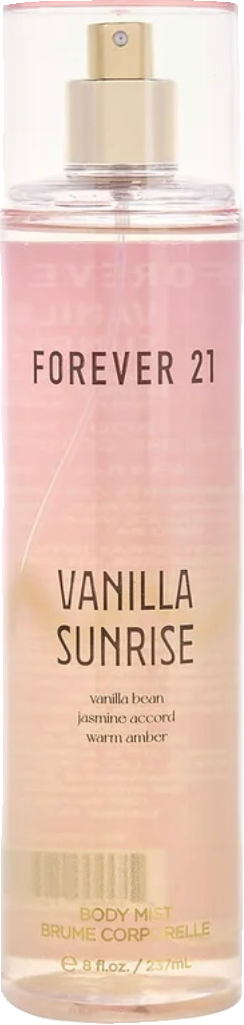 FOREVER 21
VANILLA
SUNRISE
vanilla bean
jasmine accord
warm amber
BODY MIST
BRUME CORPORELLE
℮ 8 fl.oz. / 237mL